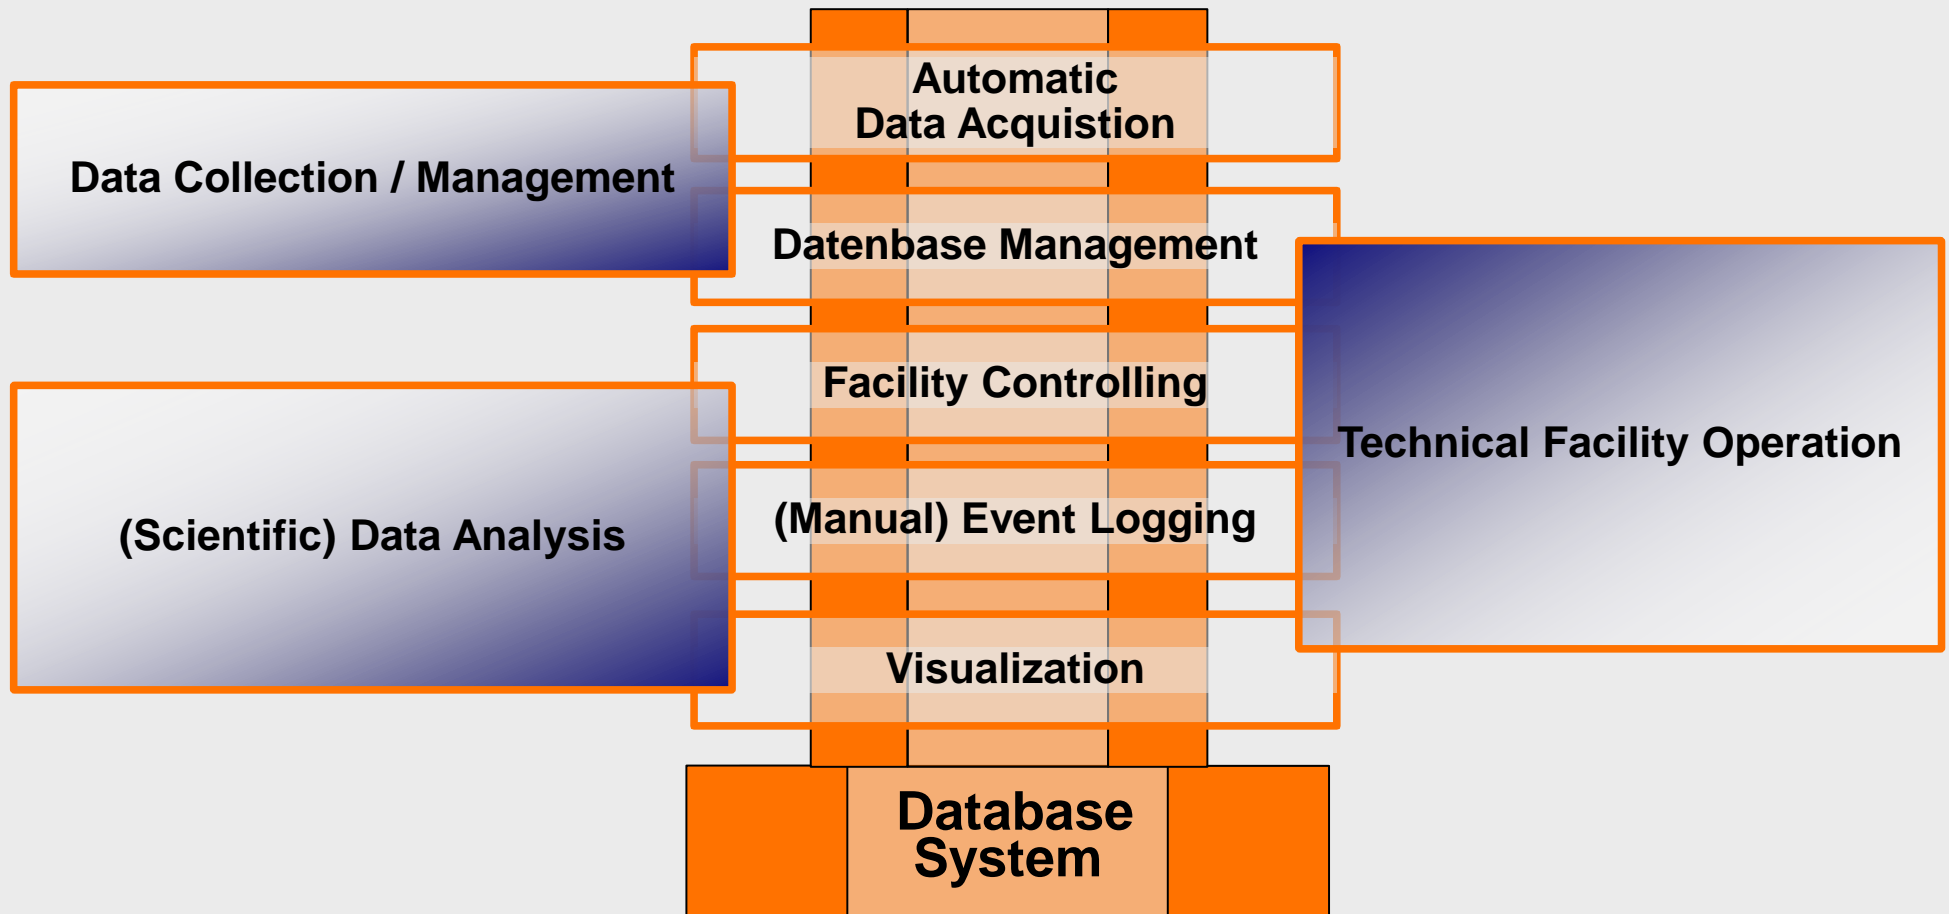 Automatic
Data Acquistion
Data Collection / Management
Datenbase Management
Facility Controlling
Technical Facility Operation
(Manual) Event Logging
(Scientific) Data Analysis
Visualization
Database
System